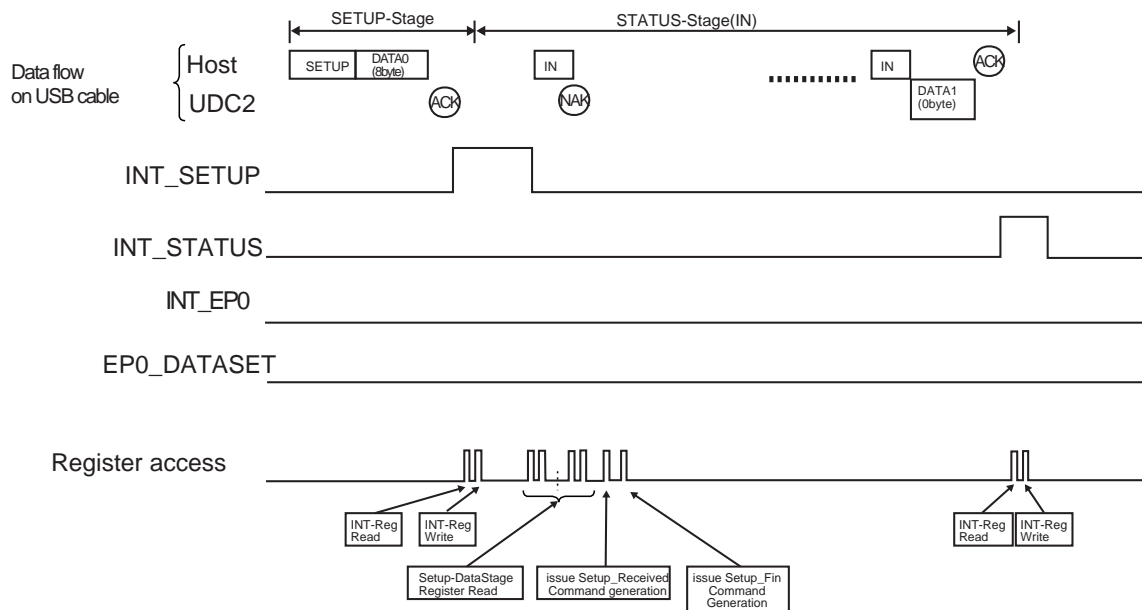 SETUP-Stage
STATUS-Stage(IN)
Data flow
on USB cable
Host
UDC2
SETUP
DATA0
(8byte)
ACK
IN
NAK
IN
DATA1
(0byte)
ACK
INT_SETUP
INT_STATUS
INT_EP0
EP0_DATASET
Register access
INT-Reg
Read
INT-Reg
Write
INT-Reg
Read
INT-Reg
Write
Setup-DataStage
Register Read
issue Setup_Received
Command generation
issue Setup_Fin
Command
Generation